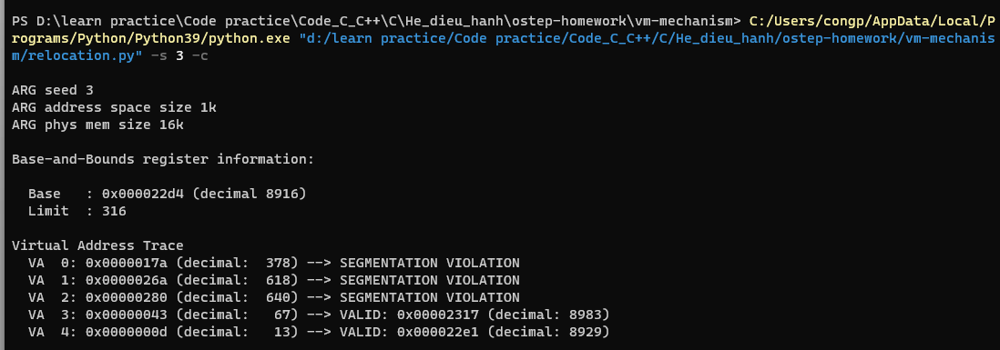 PS D:\learn practice\Code practice\Code_C_C++\C\He_dieu_hanh\ostep-homework\vm-mechanism> C:/Users/congp/AppData/Local/P
rograms/Python/Python39/python.exe "d:/learn practice/Code practice/Code_C_C++/C/He_dieu_hanh/ostep-homework/vm-mechanis
m/relocation.py" -s 3 -c
ARG seed 3
ARG address space size 1k
ARG phys mem size 16k
Base-and-Bounds register information:
  Base   : 0x000022d4 (decimal 8916)
  Limit  : 316
Virtual Address Trace
  VA  0: 0x0000017a (decimal:  378) --> SEGMENTATION VIOLATION
  VA  1: 0x0000026a (decimal:  618) --> SEGMENTATION VIOLATION
  VA  2: 0x00000280 (decimal:  640) --> SEGMENTATION VIOLATION
  VA  3: 0x00000043 (decimal:   67) --> VALID: 0x00002317 (decimal: 8983)
  VA  4: 0x0000000d (decimal:   13) --> VALID: 0x000022e1 (decimal: 8929)